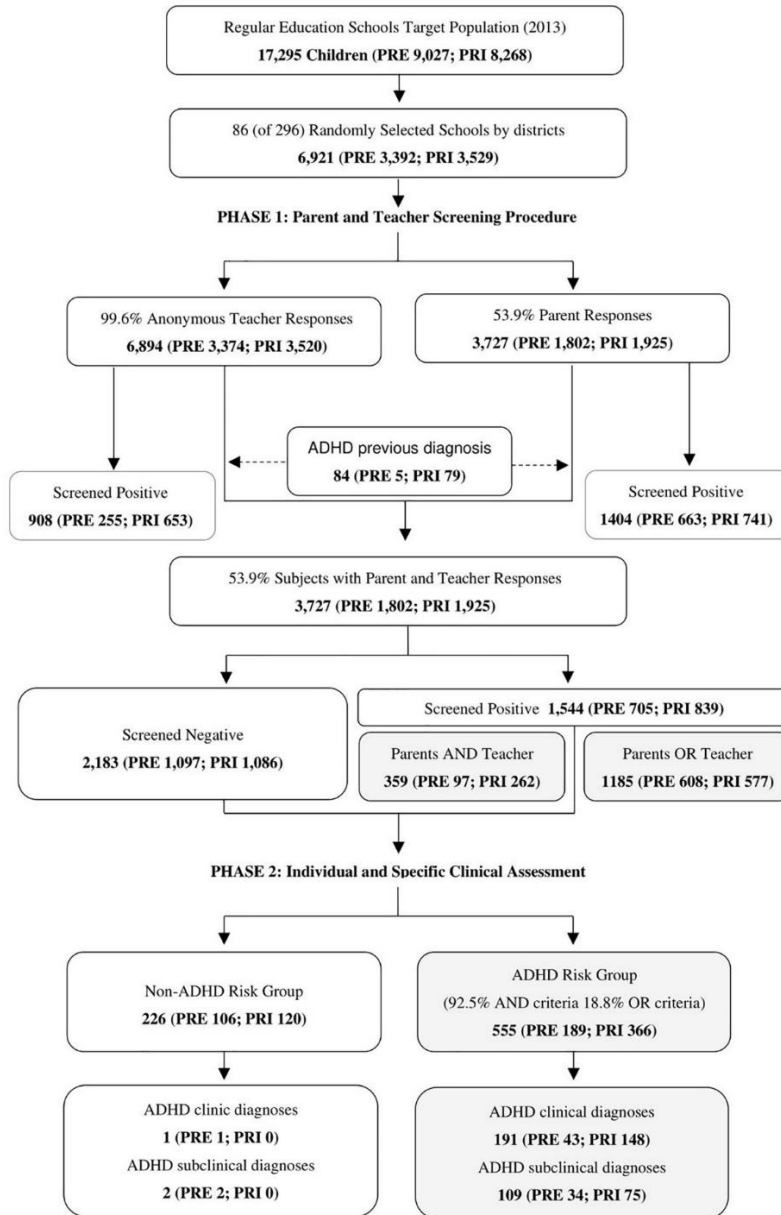 Regular Education Schools Target Population (2013)
17,295 Children (PRE 9,027; PRI 8,268)
86 (of 296) Randomly Selected Schools by districts
6,921 (PRE 3,392; PRI 3,529)
PHASE 1: Parent and Teacher Screening Procedure
99.6% Anonymous Teacher Responses
6,894 (PRE 3,374; PRI 3,520)
53.9% Parent Responses
3,727 (PRE 1,802; PRI 1,925)
ADHD previous diagnosis
84 (PRE 5; PRI 79)
Screened Positive
908 (PRE 255; PRI 653)
Screened Positive
1404 (PRE 663; PRI 741)
53.9% Subjects with Parent and Teacher Responses
3,727 (PRE 1,802; PRI 1,925)
Screened Negative
2,183 (PRE 1,097; PRI 1,086)
Screened Positive 1,544 (PRE 705; PRI 839)
Parents AND Teacher
359 (PRE 97; PRI 262)
Parents OR Teacher
1185 (PRE 608; PRI 577)
PHASE 2: Individual and Specific Clinical Assessment
Non-ADHD Risk Group
226 (PRE 106; PRI 120)
ADHD Risk Group
(92.5% AND criteria 18.8% OR criteria)
555 (PRE 189; PRI 366)
ADHD clinic diagnoses
1 (PRE 1; PRI 0)
ADHD subclinical diagnoses
2 (PRE 2; PRI 0)
ADHD clinical diagnoses
191 (PRE 43; PRI 148)
ADHD subclinical diagnoses
109 (PRE 34; PRI 75)